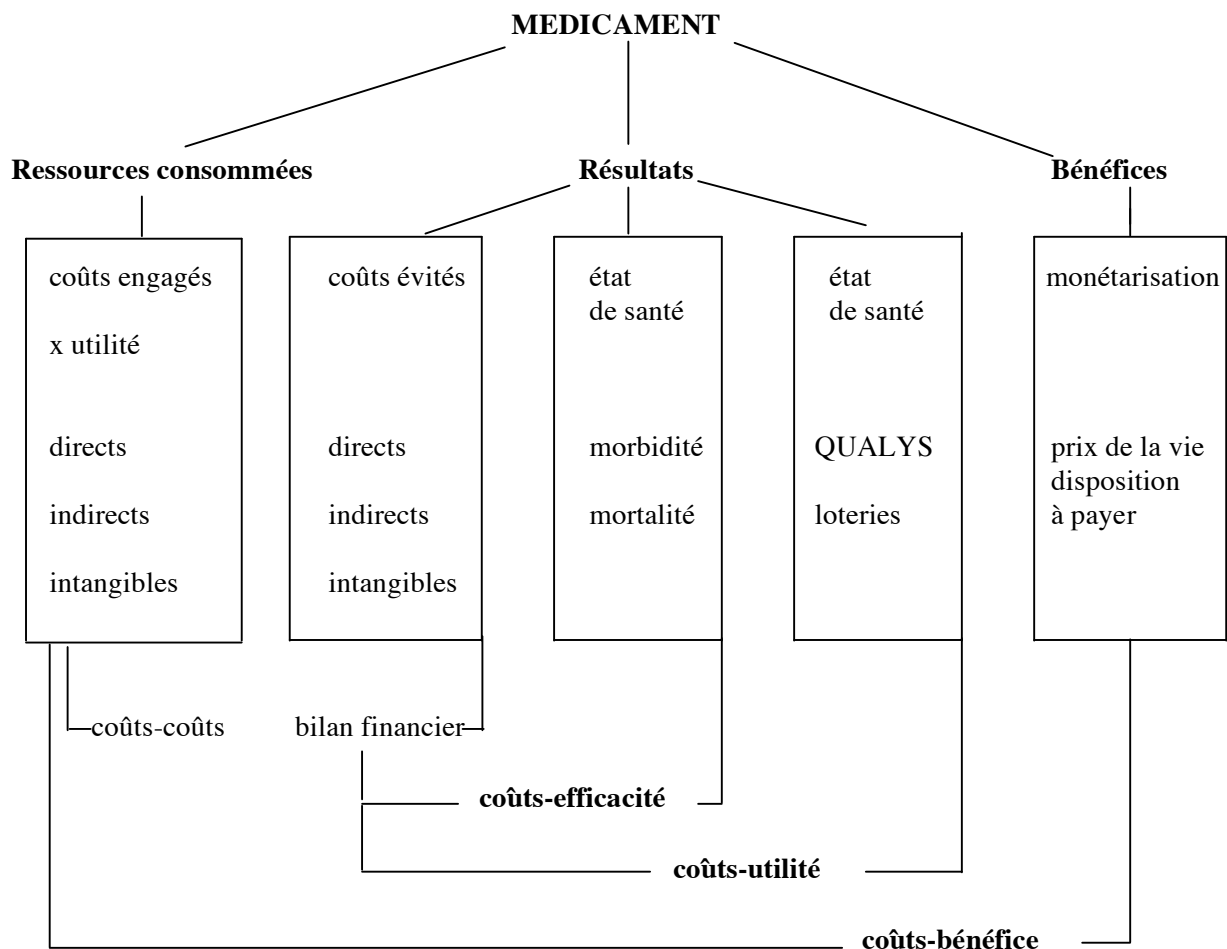 MEDICAMENT
Ressources consommées
Résultats
Bénéfices
coûts engagés
x utilité
directs
indirects
intangibles
coûts évités
directs
indirects
intangibles
état
de santé
morbidité
mortalité
état
de santé
QUALYS
loteries
monétarisation
prix de la vie
disposition
à payer
coûts-coûts
bilan financier
coûts-efficacité
coûts-utilité
coûts-bénéfice